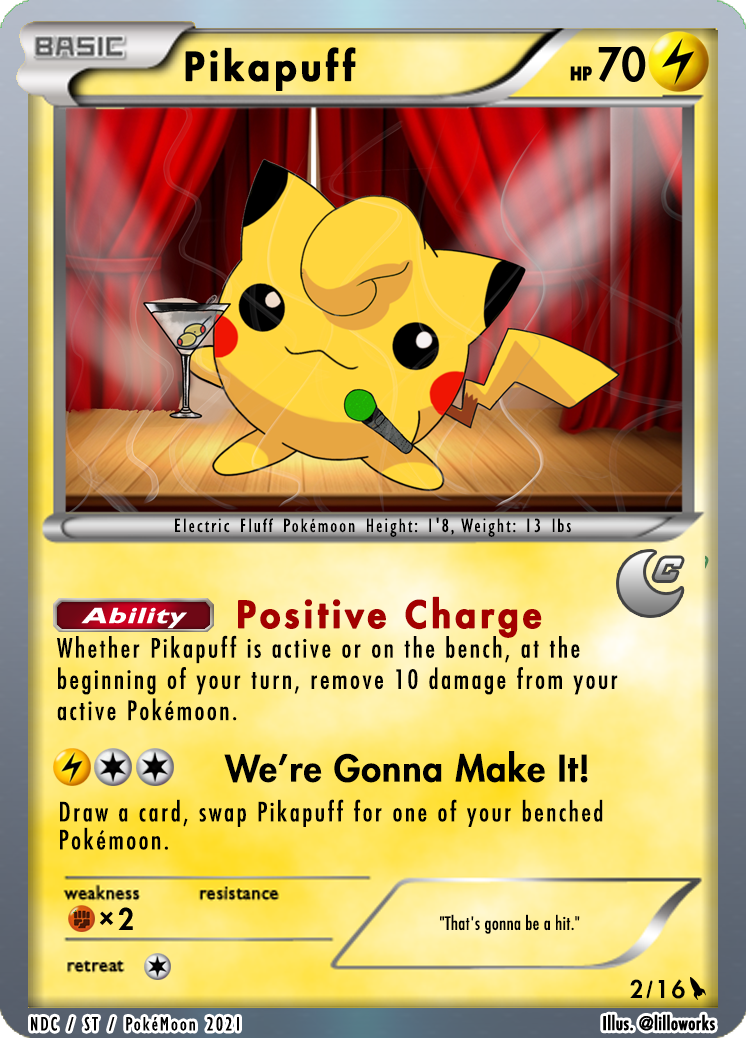 BASIC
Pikapuff
HP 70
Electric Fluff Pokémoon Height: 1'8, Weight: 13 lbs
C
Ability Positive Charge
Whether Pikapuff is active or on the bench, at the
beginning of your turn, remove 10 damage from your
active Pokémoon.
We're Gonna Make It!
Draw a card, swap Pikapuff for one of your benched
Pokémoon.
weakness resistance
×2
"That's gonna be a hit."
retreat
2/16
NDC / ST / PokéMoon 2021
Illus. @lilloworks